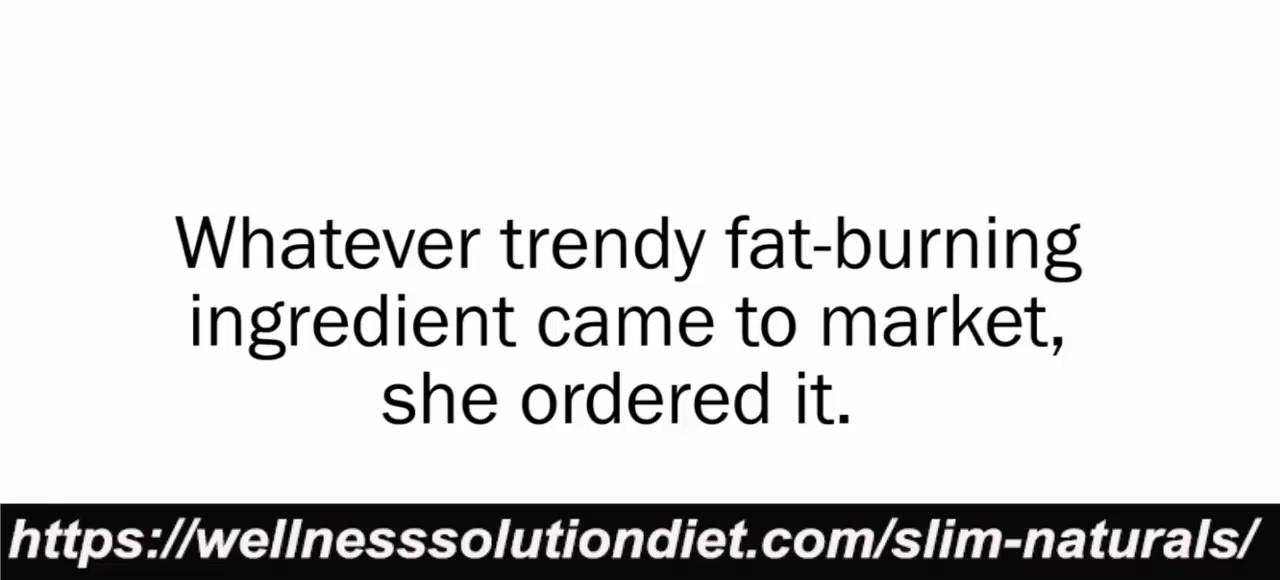 Whatever trendy fat-burning
ingredient came to market,
she ordered it.
https://wellnesssolutiondiet.com/slim-naturals/